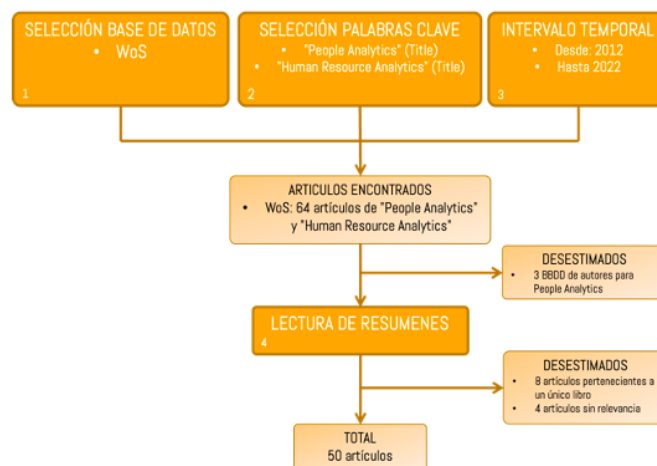 SELECCIÓN BASE DE DATOS
• WoS
1
SELECCIÓN PALABRAS CLAVE
• "People Analytics" (Title)
• "Human Resource Analytics" (Title)
2
INTERVALO TEMPORAL
• Desde: 2012
• Hasta 2022
3
ARTICULOS ENCONTRADOS
• WoS: 64 artículos de "People Analytics"
y "Human Resource Analytics"
DESESTIMADOS
• 3 BBDD de autores para
People Analytics
LECTURA DE RESUMENES
4
DESESTIMADOS
• 8 artículos pertenecientes a
un único libro
• 4 artículos sin relevancia
TOTAL
50 artículos